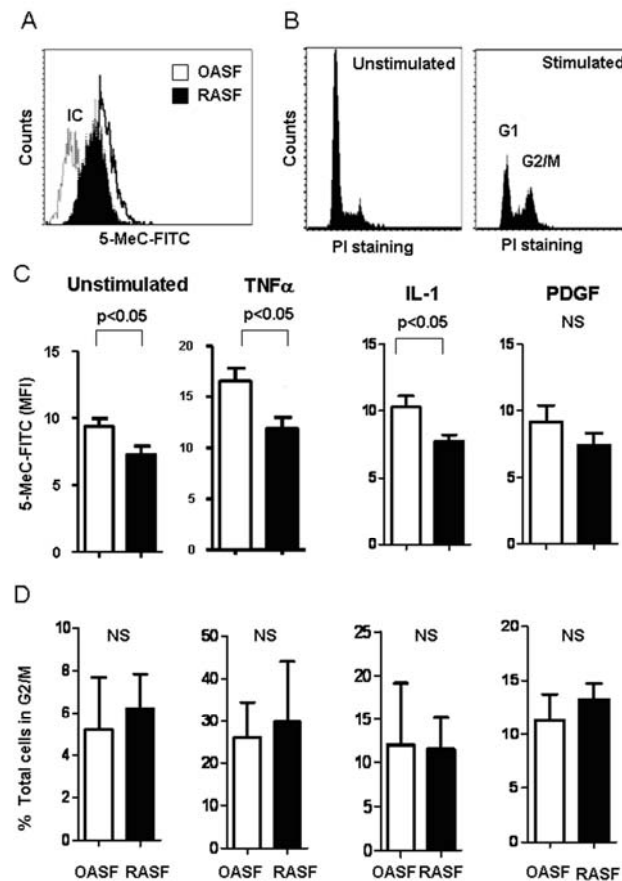 A
OASF
RASF
IC
Counts
5-MeC-FITC
B
Unstimulated
Stimulated
Counts
G1
G2/M
PI staining
PI staining
C
Unstimulated
TNFα
IL-1
PDGF
p<0.05
p<0.05
p<0.05
NS
5-MeC-FITC (MFI)
15
10
5
0
20
15
10
5
0
15
10
5
0
15
10
5
0
D
NS
NS
NS
NS
% Total cells in G2/M
10
8
6
4
2
0
50
40
30
20
10
0
25
20
15
10
5
0
20
15
10
5
0
OASF RASF
OASF RASF
OASF RASF
OASF RASF